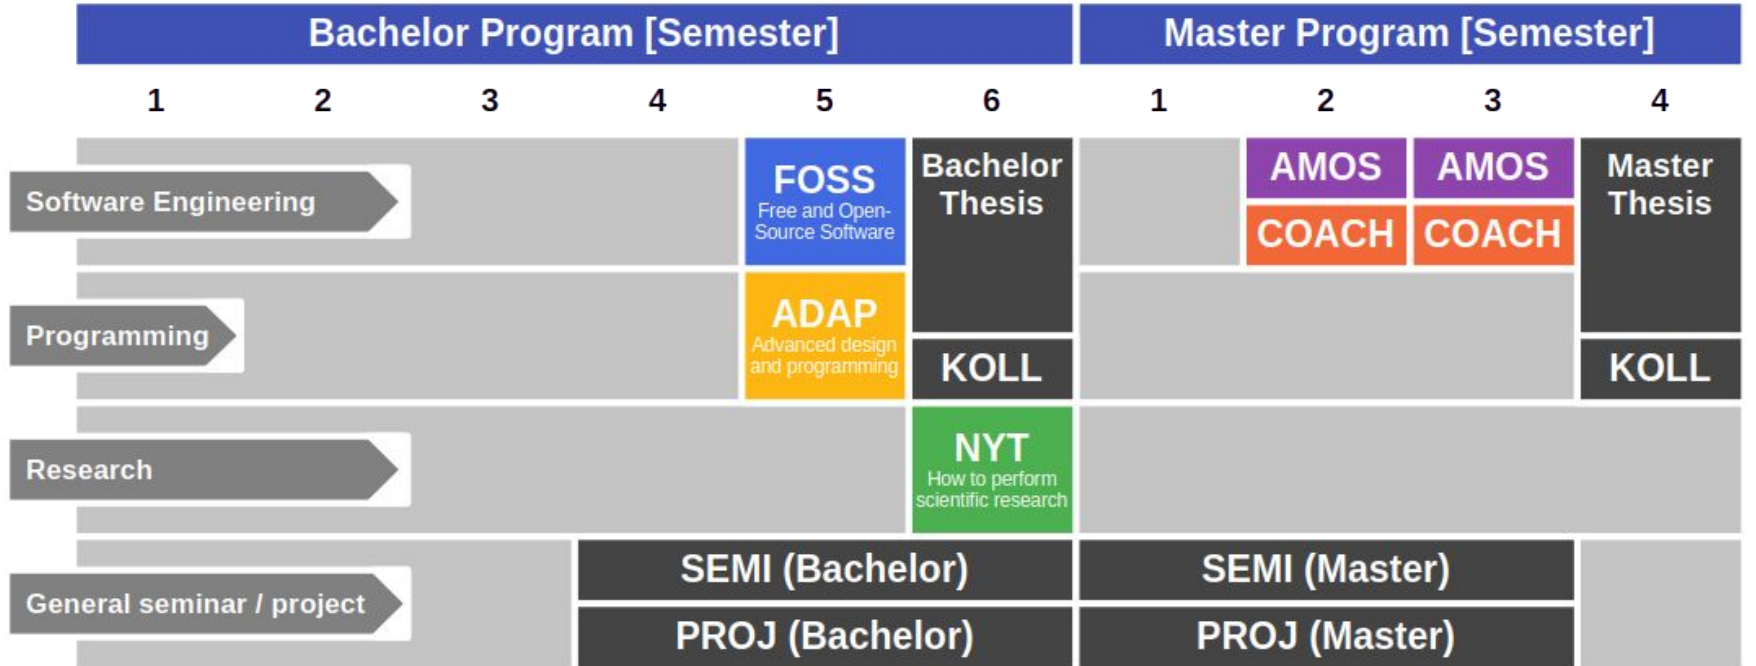 Bachelor Program [Semester]
Master Program [Semester]
1 2 3 4 5 6 1 2 3 4
Software Engineering
FOSS
Free and Open-
Source Software
Bachelor
Thesis
AMOS
AMOS
COACH
COACH
Master
Thesis
Programming
ADAP
Advanced design
and programming
KOLL
KOLL
Research
NYT
How to perform
scientific research
General seminar / project
SEMI (Bachelor)
SEMI (Master)
PROJ (Bachelor)
PROJ (Master)